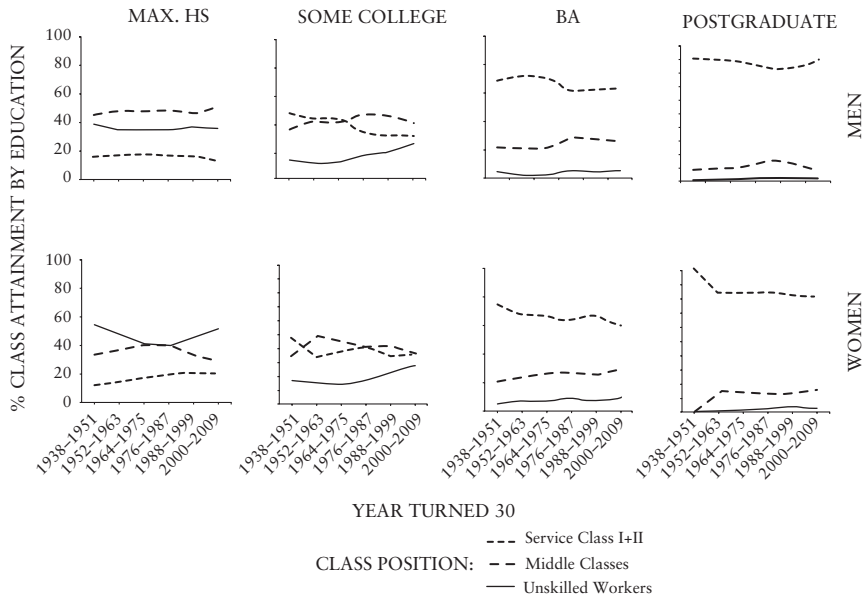 MAX. HS SOME COLLEGE BA POSTGRADUATE
% CLASS ATTAINMENT BY EDUCATION
100
80
60
40
20
0
MEN
100
80
60
40
20
0
WOMEN
1938–1951 1952–1963 1964–1975 1976–1987 1988–1999 2000–2009
1938–1951 1952–1963 1964–1975 1976–1987 1988–1999 2000–2009
1938–1951 1952–1963 1964–1975 1976–1987 1988–1999 2000–2009
1938–1951 1952–1963 1964–1975 1976–1987 1988–1999 2000–2009
YEAR TURNED 30
CLASS POSITION:
Service Class I+II
Middle Classes
Unskilled Workers